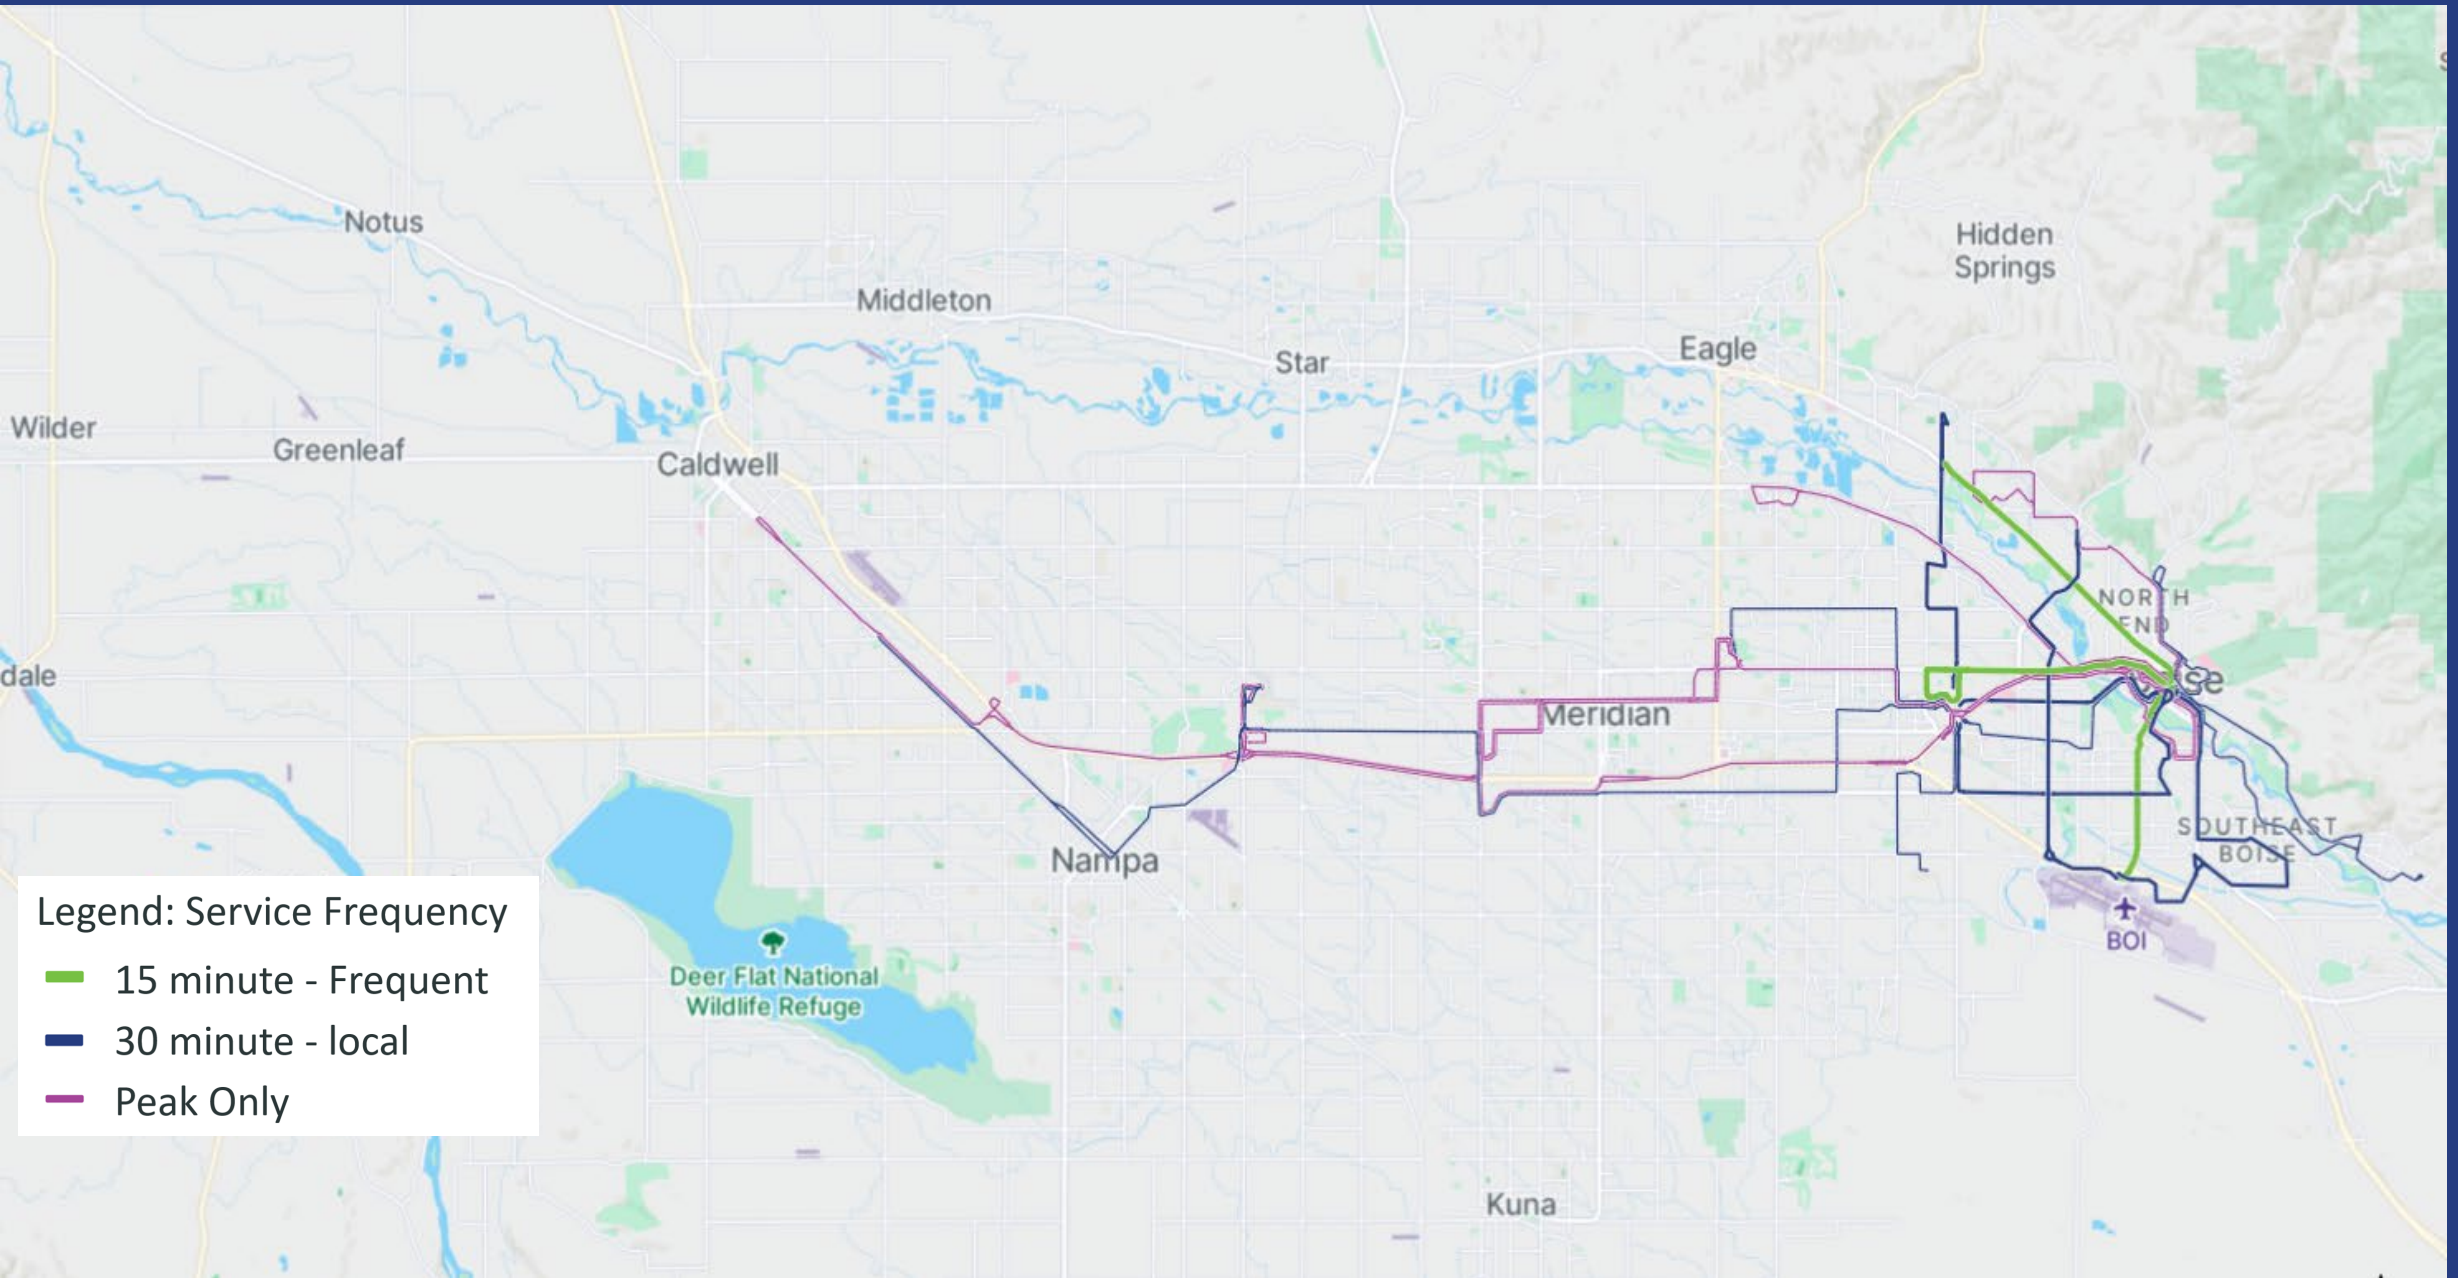 Notus
Hidden
Springs
Middleton
Star
Eagle
Wilder
Greenleaf
Caldwell
NORTH
END
dale
Meridian
Nampa
SOUTHEAST
BOISE
BOI
Deer Flat National
Wildlife Refuge
Legend: Service Frequency
15 minute - Frequent
30 minute - local
Peak Only
Kuna